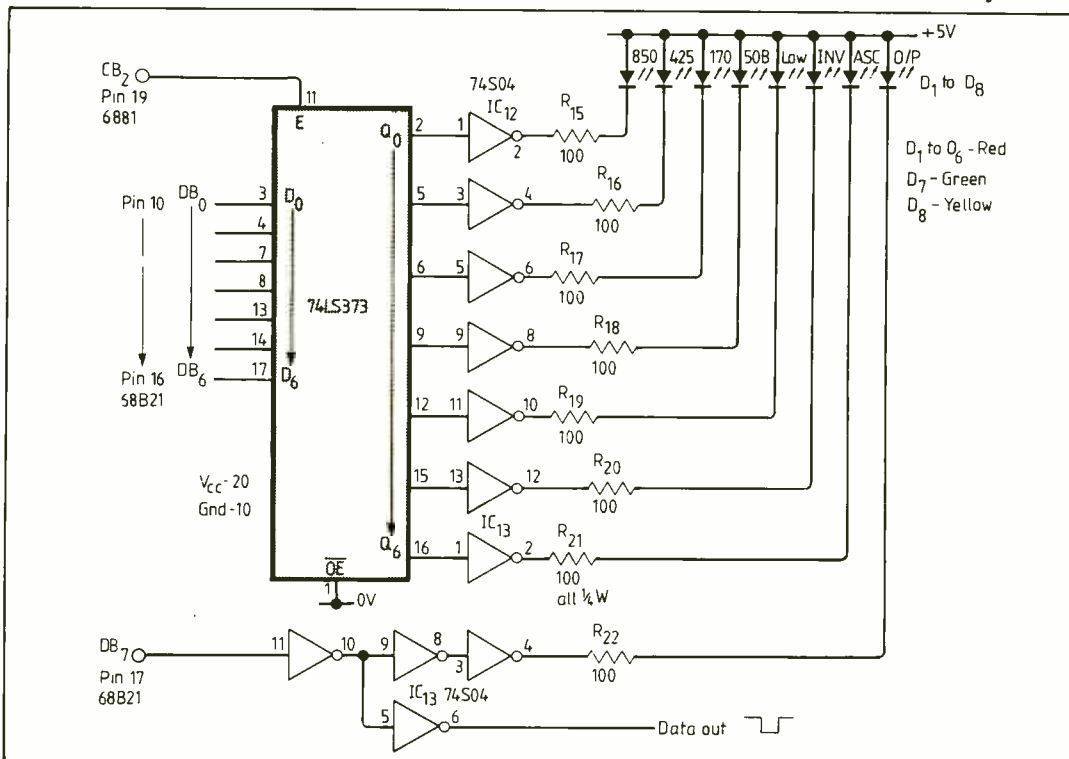 +5V
850 425 170 50B Low INV ASC O/P
D1 to D8
CB2
Pin 19
6881
11
E
74S04
IC12
R15
100
Q0
2
1
2
D1 to D6 - Red
D7 - Green
D8 - Yellow
Pin 10
DB0
3
D0
5
3
4
R16
100
4
7
8
13
14
74LS373
6
5
6
R17
100
9
9
8
R18
100
Pin 16
68B21
DB6
17
D6
12
11
10
R19
100
VCC - 20
Gnd - 10
15
13
12
R20
100
Q6
16
IC13
1
2
R21
100
all ¼W
OE
1
0V
DB7
Pin 17
68B21
11
10
9
8
3
4
R22
100
IC13 74S04
5
6
Data out